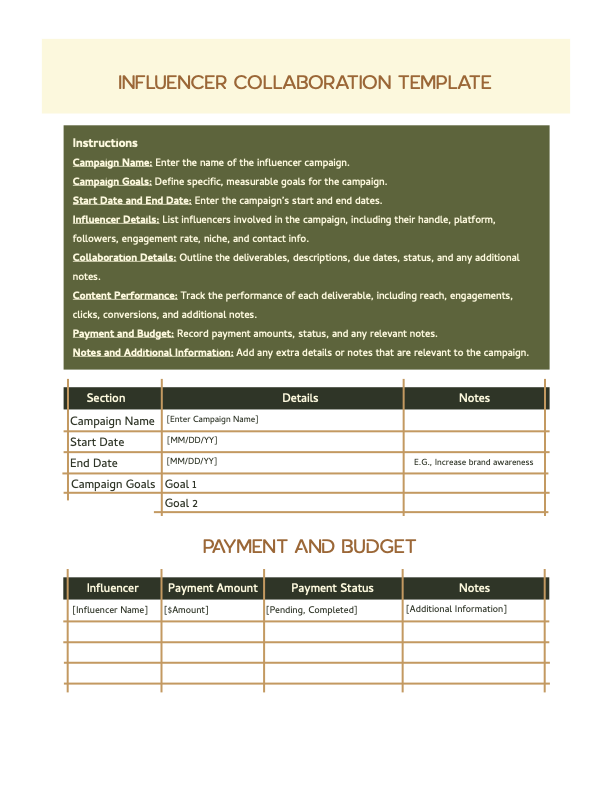 INFLUENCER COLLABORATION TEMPLATE
Instructions
Campaign Name: Enter the name of the influencer campaign.
Campaign Goals: Define specific, measurable goals for the campaign.
Start Date and End Date: Enter the campaign's start and end dates.
Influencer Details: List influencers involved in the campaign, including their handle, platform,
followers, engagement rate, niche, and contact info.
Collaboration Details: Outline the deliverables, descriptions, due dates, status, and any additional
notes.
Content Performance: Track the performance of each deliverable, including reach, engagements,
clicks, conversions, and additional notes.
Payment and Budget: Record payment amounts, status, and any relevant notes.
Notes and Additional Information: Add any extra details or notes that are relevant to the campaign.
Section Details Notes
Campaign Name [Enter Campaign Name]
Start Date [MM/DD/YY]
End Date [MM/DD/YY] E.G., Increase brand awareness
Campaign Goals Goal 1
Goal 2
PAYMENT AND BUDGET
Influencer Payment Amount Payment Status Notes
[Influencer Name] [$Amount] [Pending, Completed] [Additional Information]